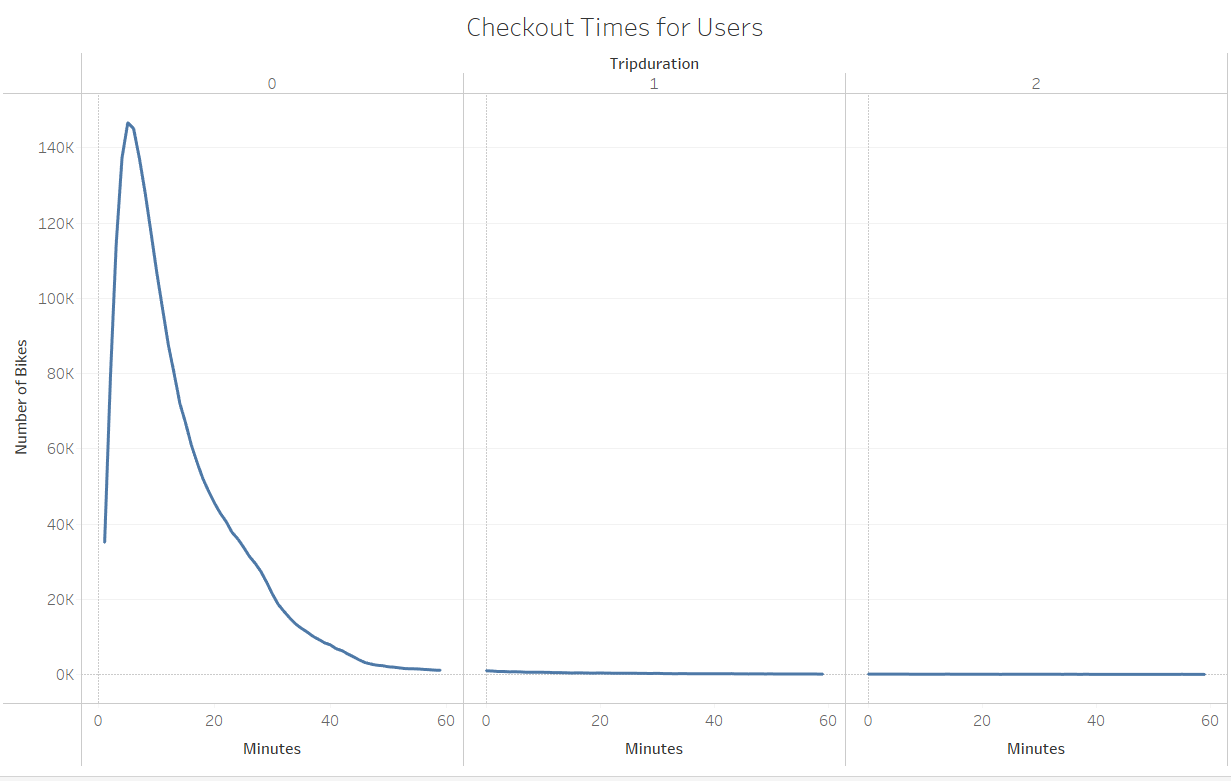 Checkout Times for Users
Tripduration
0 1 2
140K
120K
100K
80K
60K
40K
20K
0K
Number of Bikes
0 20 40 60 0 20 40 60 0 20 40 60
Minutes Minutes Minutes